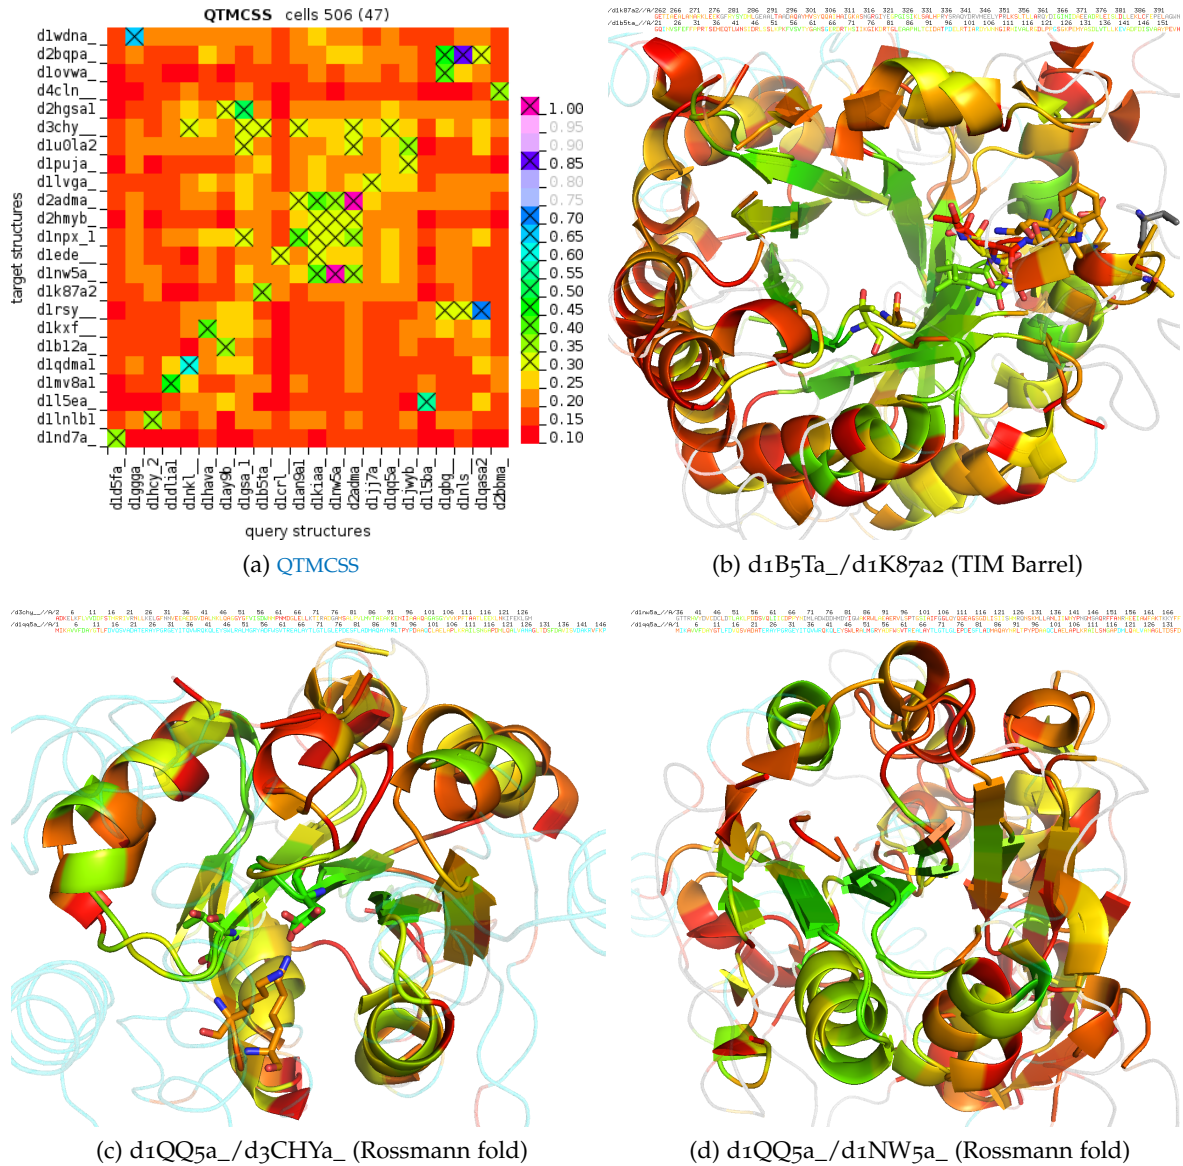 QTMCSS cells 506 (47)
target structures
d1wdna_
d2bqpa_
d1ovwa_
d4cln__
d2hgsa1
d3chy__
d1u0la2
d1puja_
d1lvga_
d2adma_
d2hmyb_
d1npx_1
d1ede__
d1nw5a_
d1k87a2
d1rsy__
d1kxf__
d1b12a_
d1qdma1
d1mv8a1
d1l5ea_
d1lnlb1
d1nd7a_
1.00
0.95
0.90
0.85
0.80
0.75
0.70
0.65
0.60
0.55
0.50
0.45
0.40
0.35
0.30
0.25
0.20
0.15
0.10
d1d5fa_
d1ggga_
d1hcy_2
d1nkl__
d1hava_
d1ay9b_
d1gsa_1
d1b5ta_
d1crl__
d1an9a1
d1k1aa_
d1nw5a_
d2adma_
d1jj7a_
d1qq5a_
d1jwyb_
d1l5ba_
d1gbg__
d1nls__
d1qasa2
d2bbma_
query structures
(a) QTMCSS
(b) d1B5Ta_/d1K87a2 (TIM Barrel)
(c) d1QQ5a_/d3CHYa_ (Rossmann fold)
(d) d1QQ5a_/d1NW5a_ (Rossmann fold)